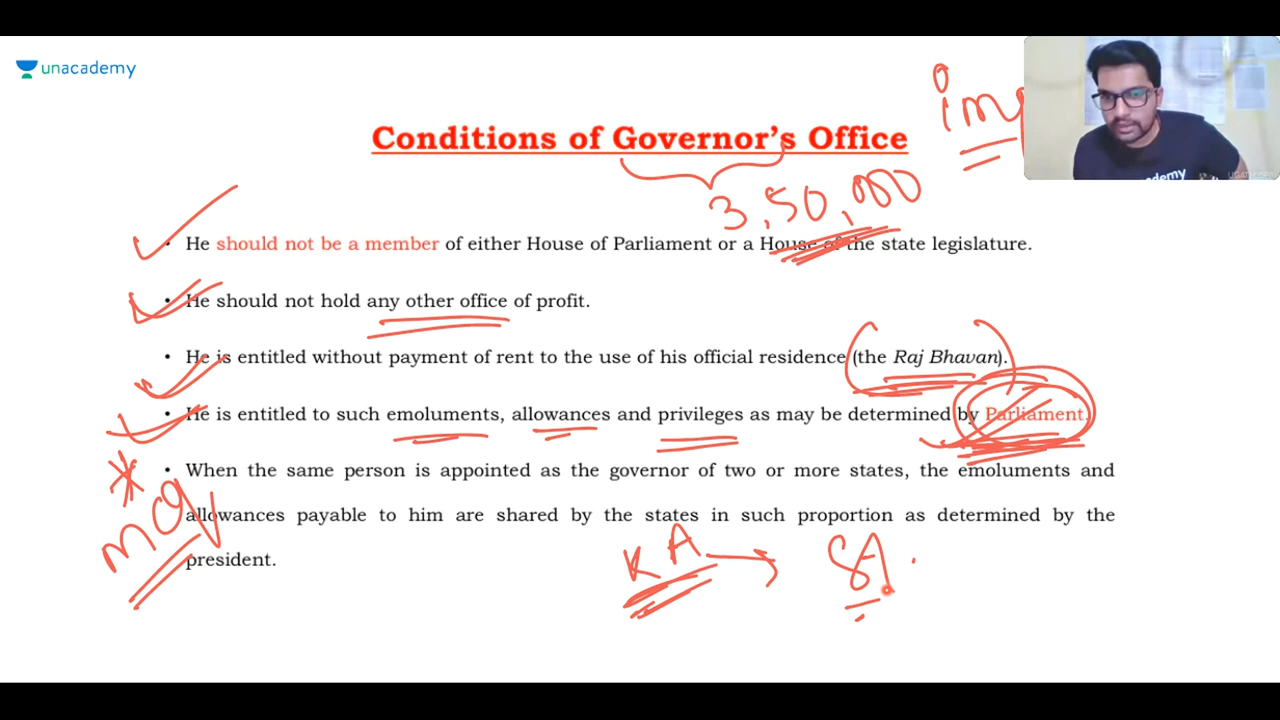 unacademy
imp
Conditions of Governor's Office
3,50,000
• He should not be a member of either House of Parliament or a House of the state legislature.
• He should not hold any other office of profit.
• He is entitled without payment of rent to the use of his official residence (the Raj Bhavan).
• He is entitled to such emoluments, allowances and privileges as may be determined by Parliament.
• When the same person is appointed as the governor of two or more states, the emoluments and
allowances payable to him are shared by the states in such proportion as determined by the
president.
mcq
KA